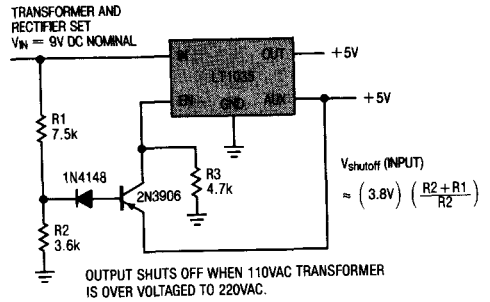 TRANSFORMER AND
RECTIFIER SET
VIN = 9V DC NOMINAL
IN
OUT
+5V
LT1035
EN
GND
AUX
+5V
R1
7.5k
1N4148
2N3906
R3
4.7k
R2
3.6k
Vshutoff (INPUT)
≈ (3.8V) (R2+R1
R2)
OUTPUT SHUTS OFF WHEN 110VAC TRANSFORMER
IS OVER VOLTAGED TO 220VAC.